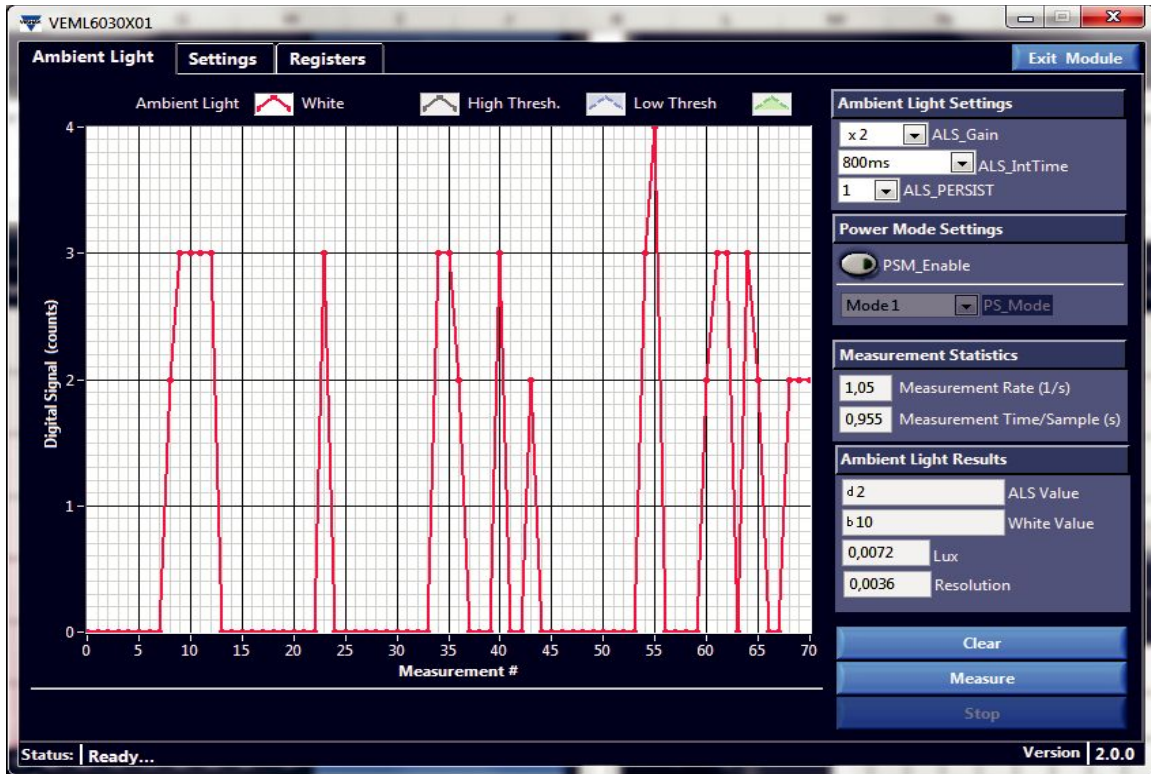 VEML6030X01
Ambient Light Settings Registers Exit Module
Ambient Light White High Thresh. Low Thresh
4
3
2
1
0
Digital Signal (counts)
0 5 10 15 20 25 30 35 40 45 50 55 60 65 70
Measurement #
Ambient Light Settings
x 2 ALS_Gain
800ms ALS_IntTime
1 ALS_PERSIST
Power Mode Settings
PSM_Enable
Mode1 PS_Mode
Measurement Statistics
1,05 Measurement Rate (1/s)
0,955 Measurement Time/Sample (s)
Ambient Light Results
d 2 ALS Value
b 10 White Value
0,0072 Lux
0,0036 Resolution
Clear
Measure
Stop
Status: Ready... Version 2.0.0